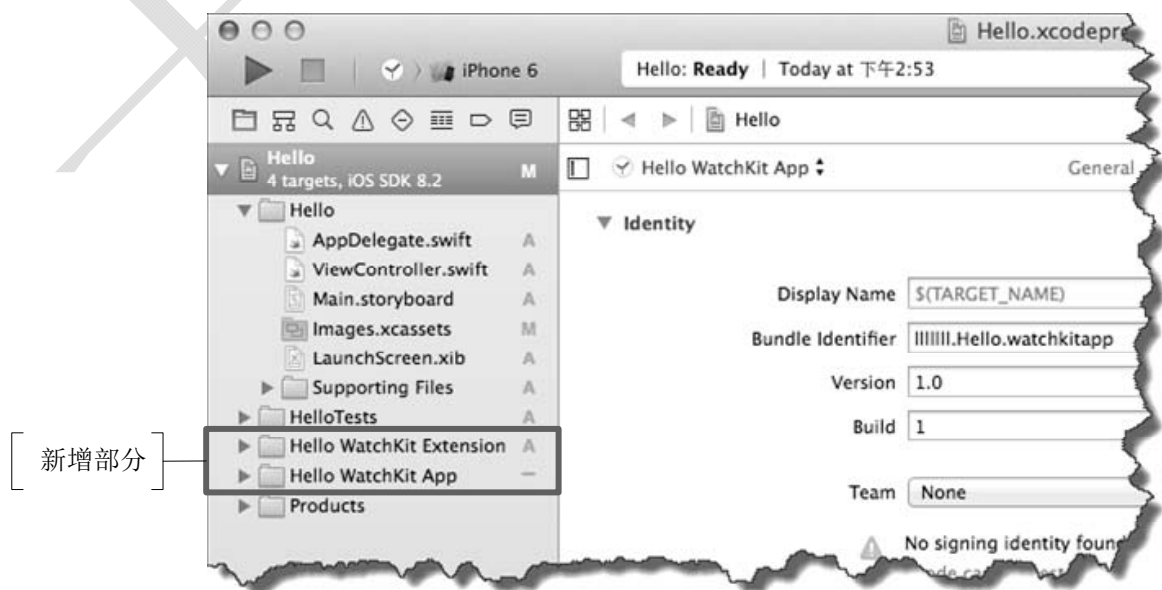 Hello.xcodepr
iPhone 6
Hello: Ready | Today at 下午2:53
Hello
Hello
4 targets, iOS SDK 8.2
M
Hello WatchKit App
General
Hello
Identity
AppDelegate.swift A
ViewController.swift A
Main.storyboard A
Display Name $(TARGET_NAME)
Images.xcassets M
Bundle Identifier lllllll.Hello.watchkitapp
LaunchScreen.xib A
Supporting Files A
Version 1.0
HelloTests A
Build 1
新增部分
Hello WatchKit Extension A
Hello WatchKit App –
Team None
Products
No signing identity found